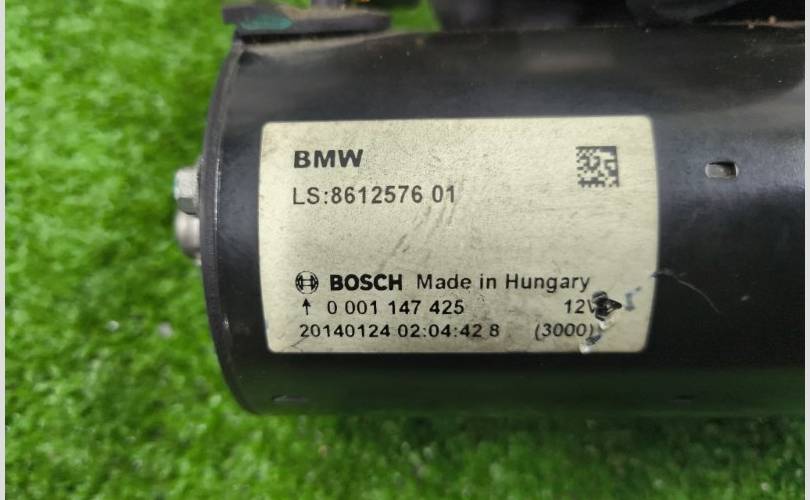 BMW
LS:8612576 01
BOSCH Made in Hungary
↑ 0 001 147 425 12V
20140124 02:04:42 8 (3000)